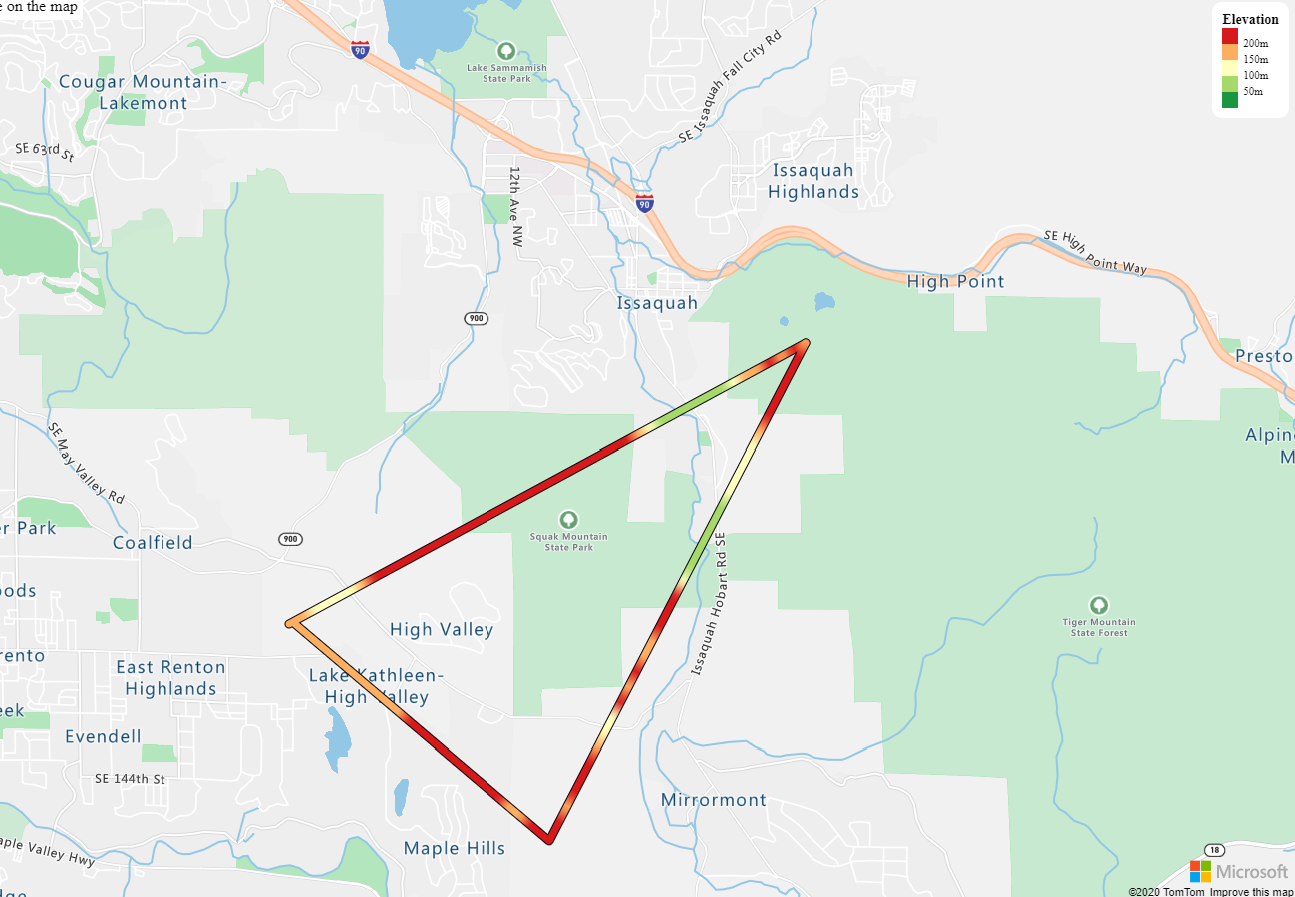 e on the map
Elevation
200m
150m
100m
50m
90
Lake Sammamish
State Park
SE Issaquah Fall City Rd
Cougar Mountain-
Lakemont
SE 63rd St
12th Ave NW
Issaquah
Highlands
90
SE High Point Way
High Point
Issaquah
900
Presto
Alpin
M
SE May Valley Rd
er Park
Coalfield
900
Squak Mountain
State Park
Issaquah Hobart Rd SE
oods
High Valley
Tiger Mountain
State Forest
rento
East Renton
Highlands
Lake Kathleen-
High Valley
eek
Evendell
SE 144th St
Mirrormont
Maple Hills
aple Valley Hwy
18
Microsoft
©2020 TomTom Improve this map